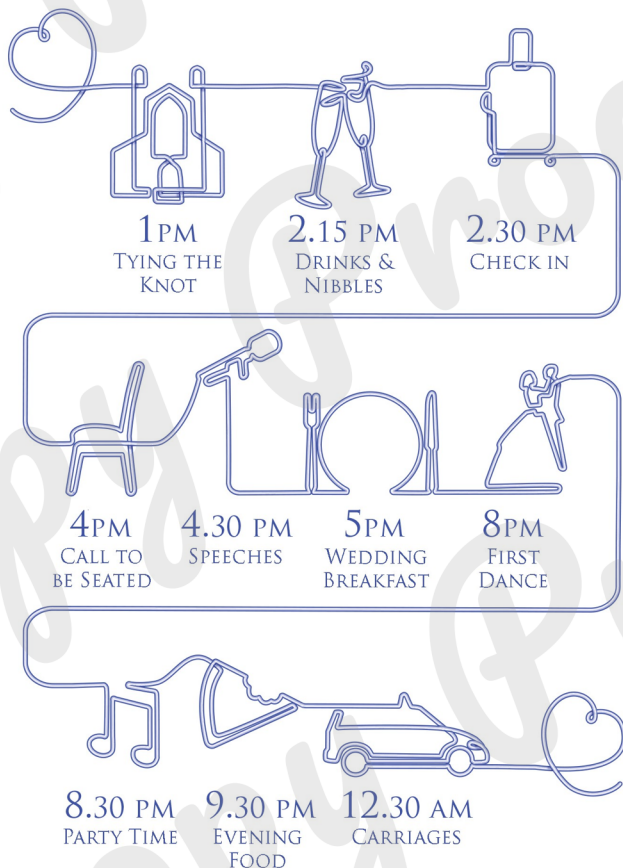 1PM
TYING THE
KNOT
2.15 PM
DRINKS &
NIBBLES
2.30 PM
CHECK IN
4PM
CALL TO
BE SEATED
4.30 PM
SPEECHES
5PM
WEDDING
BREAKFAST
8PM
FIRST
DANCE
8.30 PM
PARTY TIME
9.30 PM
EVENING
FOOD
12.30 AM
CARRIAGES